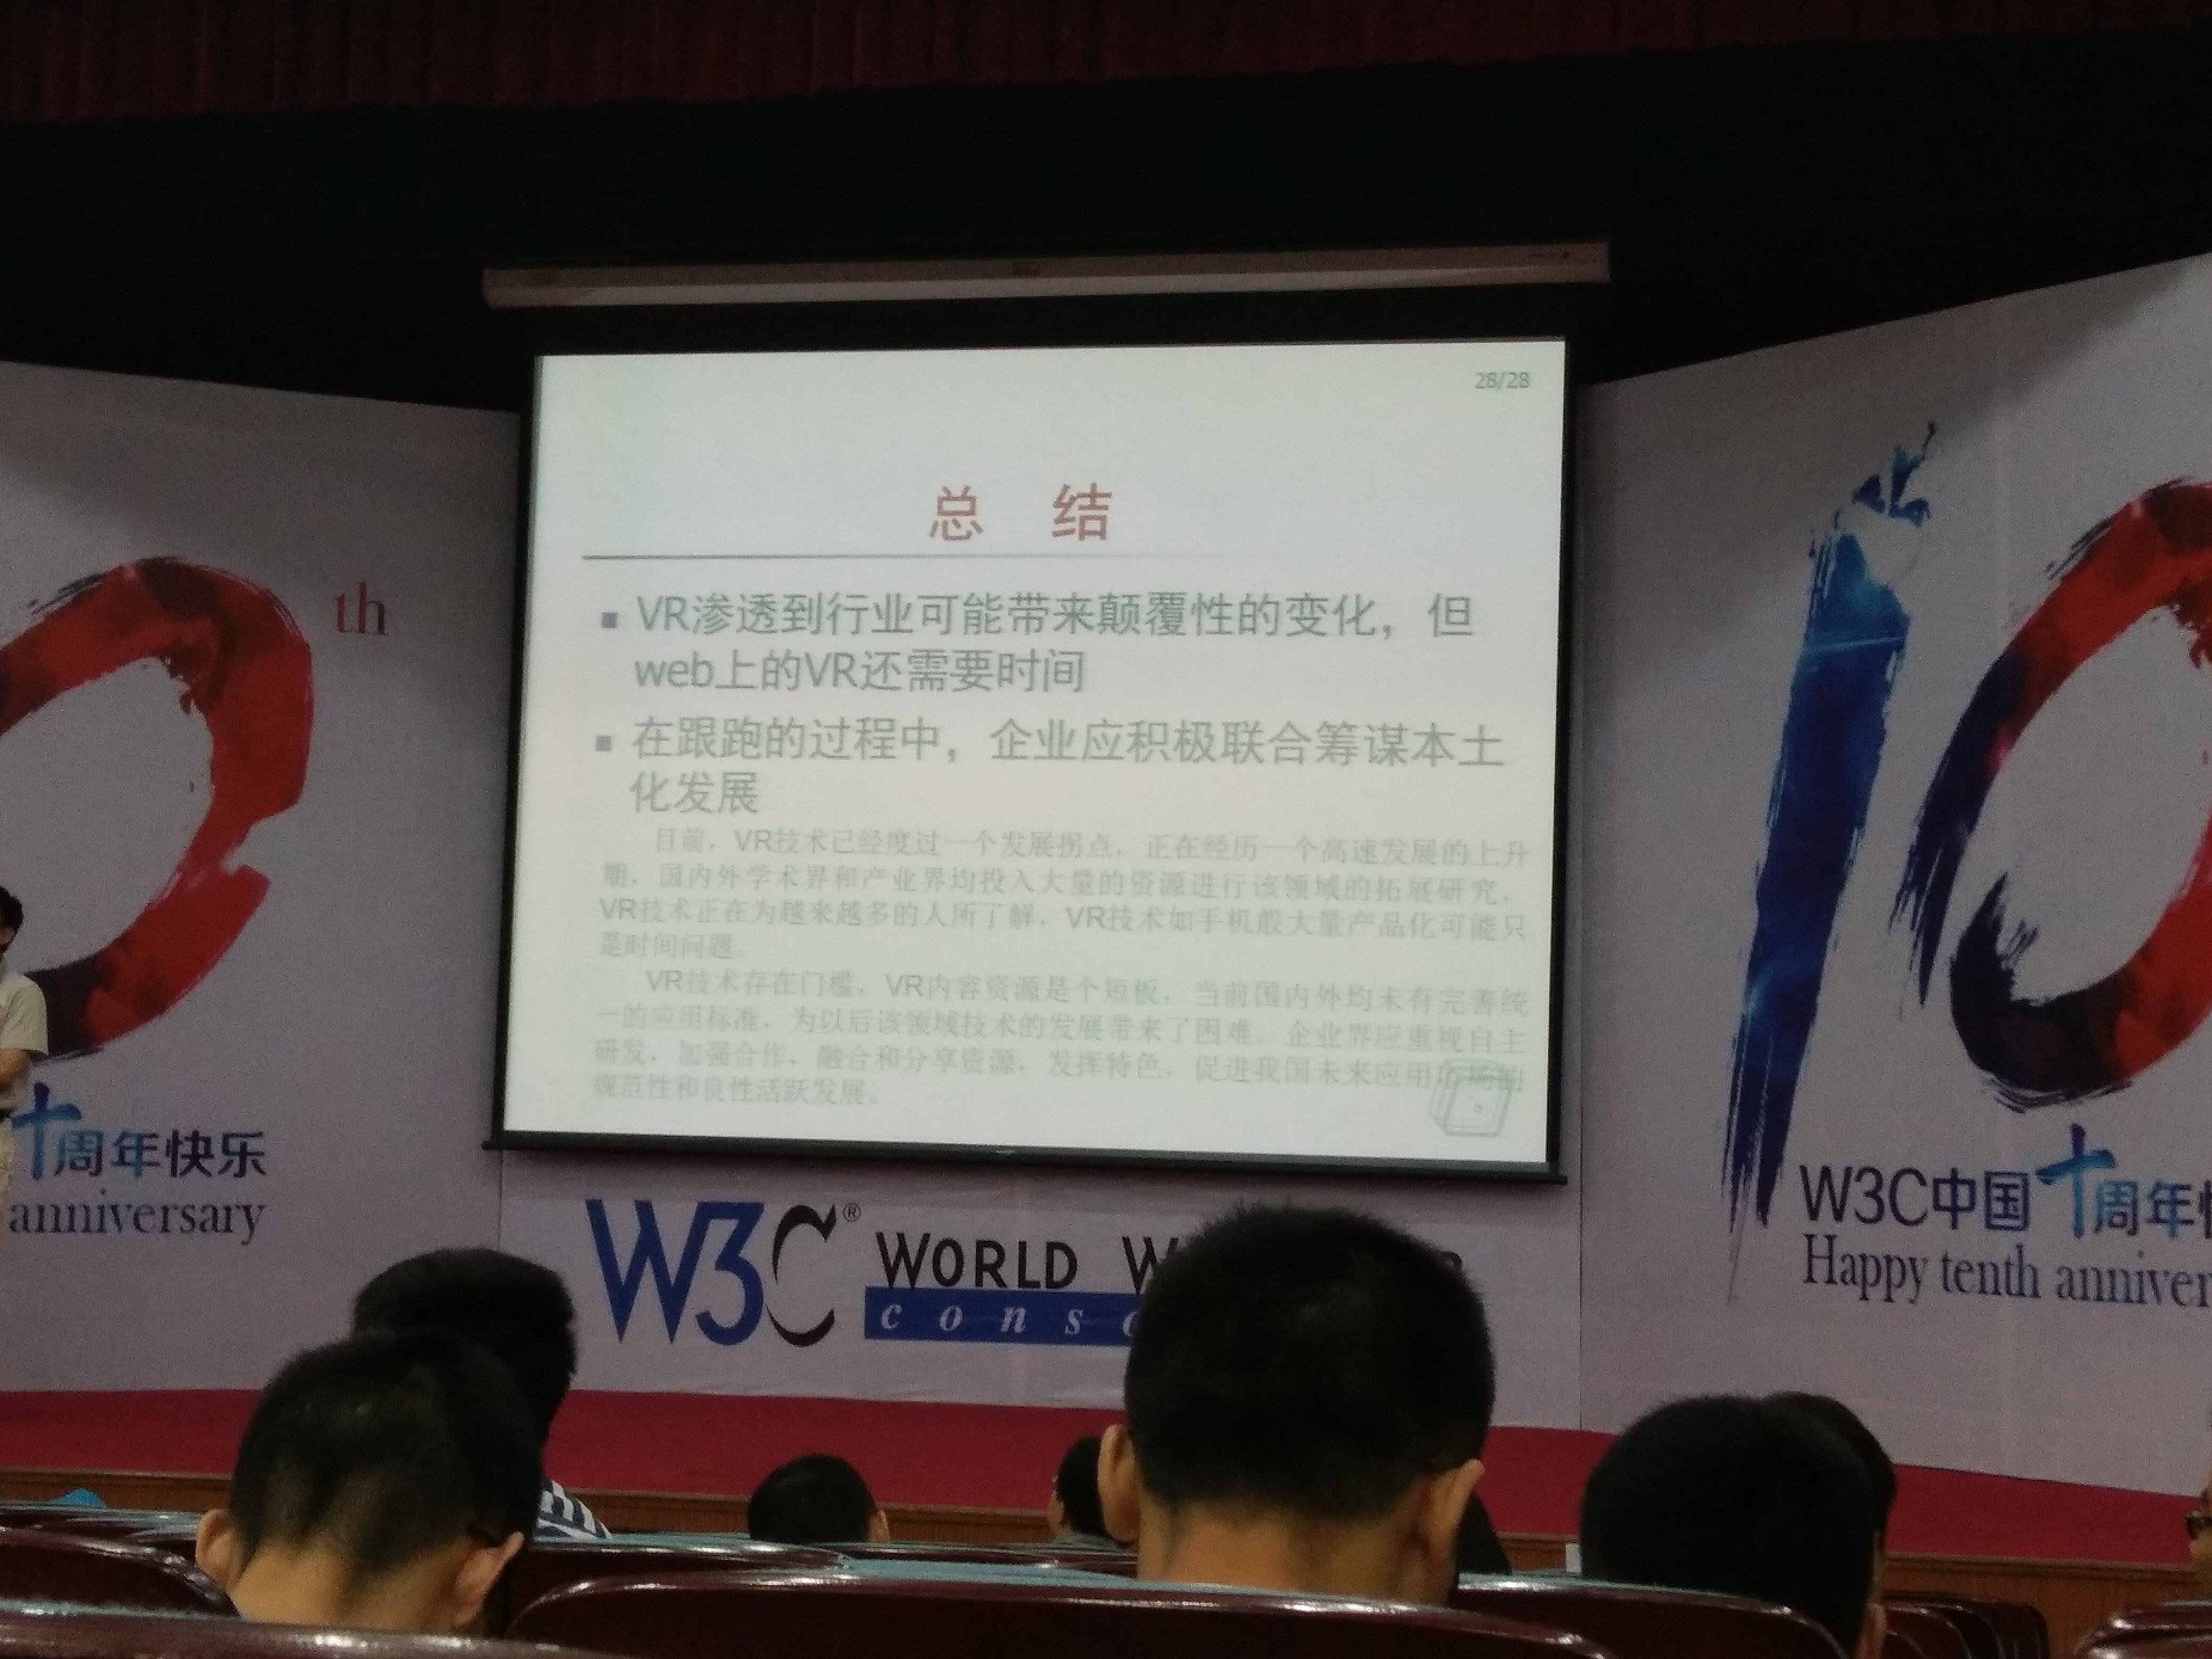 28/28
总 结
VR渗透到行业可能带来颠覆性的变化，但
web上的VR还需要时间
在跟跑的过程中，企业应积极联合筹谋本土
化发展
目前，VR技术已经度过一个发展拐点，正在经历一个高速发展的上升
期，国内外学术界和产业界均投入大量的资源进行该领域的拓展研究，
VR技术正在为越来越多的人所了解，VR技术如手机般大量产品化可能只
是时间问题。
VR技术存在门槛，VR内容资源是个短板，当前国内外均未有完善统
一的应用标准，为以后该领域技术的发展带来了困难。企业界应重视自主
研发，加强合作，融合和分享资源，发挥特色，促进我国未来应用市场的
规范性和良性活跃发展。
th
十周年快乐
anniversary
W3C®
WORLD W
conso
10
W3C中国十周年快
Happy tenth anniver